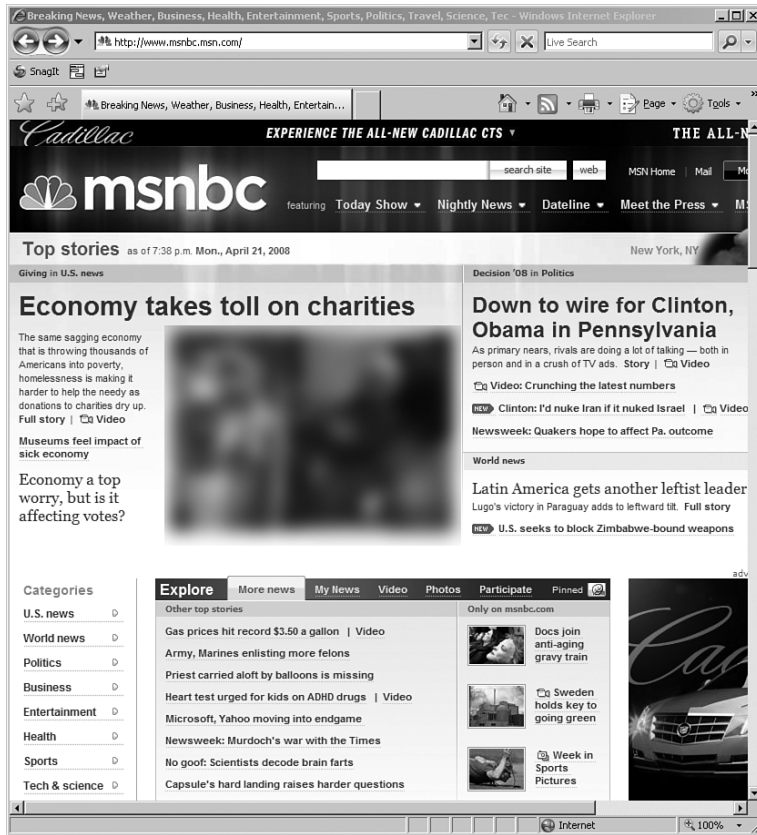 Breaking News, Weather, Business, Health, Entertainment, Sports, Politics, Travel, Science, Tec - Windows Internet Explorer
http://www.msnbc.msn.com/
Live Search
SnagIt
Breaking News, Weather, Business, Health, Entertain...
Page
Tools
Cadillac
EXPERIENCE THE ALL-NEW CADILLAC CTS
THE ALL-N
search site
web
MSN Home | Mail
Mo
msnbc
featuring Today Show Nightly News Dateline Meet the Press M
Top stories as of 7:38 p.m. Mon., April 21, 2008
New York, NY
Giving in U.S. news
Economy takes toll on charities
The same sagging economy
that is throwing thousands of
Americans into poverty,
homelessness is making it
harder to help the needy as
donations to charities dry up.
Full story | Video
Museums feel impact of
sick economy
Economy a top
worry, but is it
affecting votes?
Decision '08 in Politics
Down to wire for Clinton,
Obama in Pennsylvania
As primary nears, rivals are doing a lot of talking — both in
person and in a crush of TV ads. Story | Video
Video: Crunching the latest numbers
NEW Clinton: I'd nuke Iran if it nuked Israel | Video
Newsweek: Quakers hope to affect Pa. outcome
World news
Latin America gets another leftist leader
Lugo's victory in Paraguay adds to leftward tilt. Full story
NEW U.S. seeks to block Zimbabwe-bound weapons
adv
Categories
U.S. news
World news
Politics
Business
Entertainment
Health
Sports
Tech & science
Explore More news My News Video Photos Participate Pinned
Other top stories
Gas prices hit record $3.50 a gallon | Video
Army, Marines enlisting more felons
Priest carried aloft by balloons is missing
Heart test urged for kids on ADHD drugs | Video
Microsoft, Yahoo moving into endgame
Newsweek: Murdoch's war with the Times
No goof: Scientists decode brain farts
Capsule's hard landing raises harder questions
Only on msnbc.com
Docs join
anti-aging
gravy train
Sweden
holds key to
going green
Week in
Sports
Pictures
Cad
Internet
100%